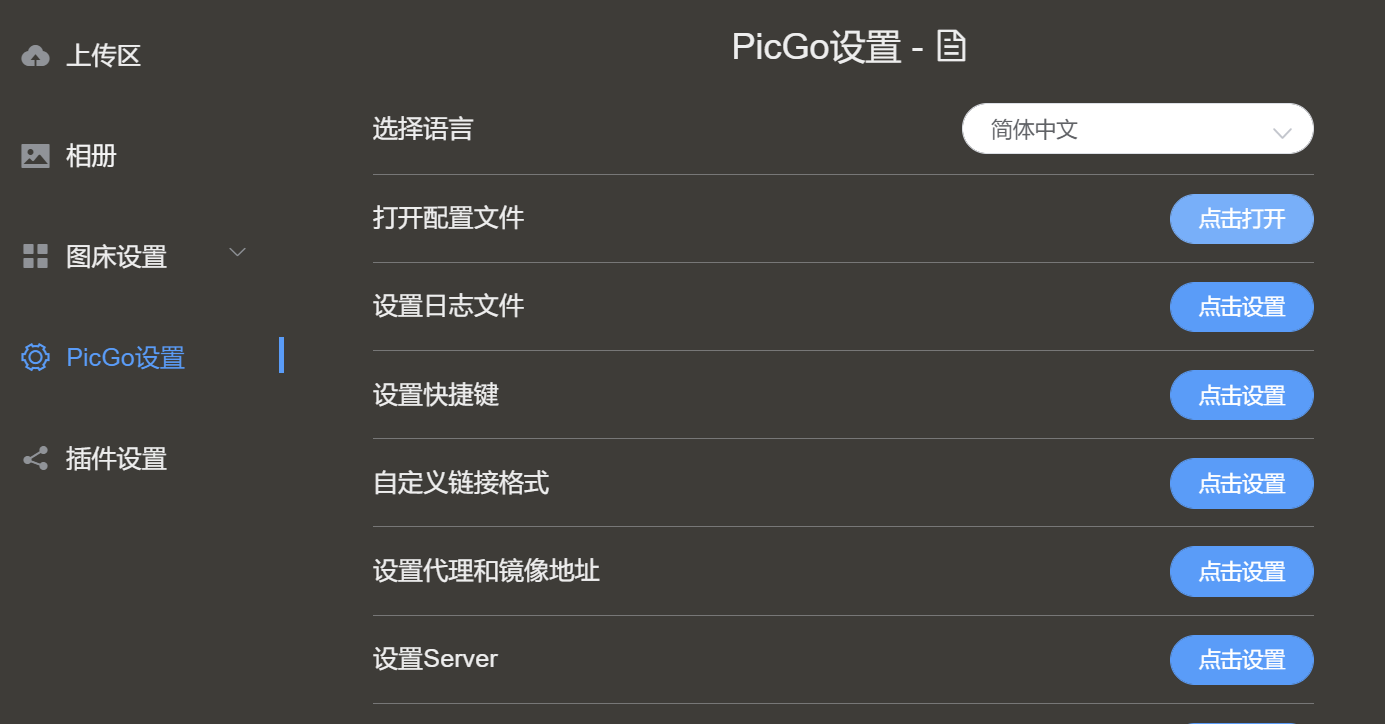 上传区
相册
图床设置
PicGo设置
插件设置
PicGo设置 -
选择语言
简体中文
打开配置文件
点击打开
设置日志文件
点击设置
设置快捷键
点击设置
自定义链接格式
点击设置
设置代理和镜像地址
点击设置
设置Server
点击设置